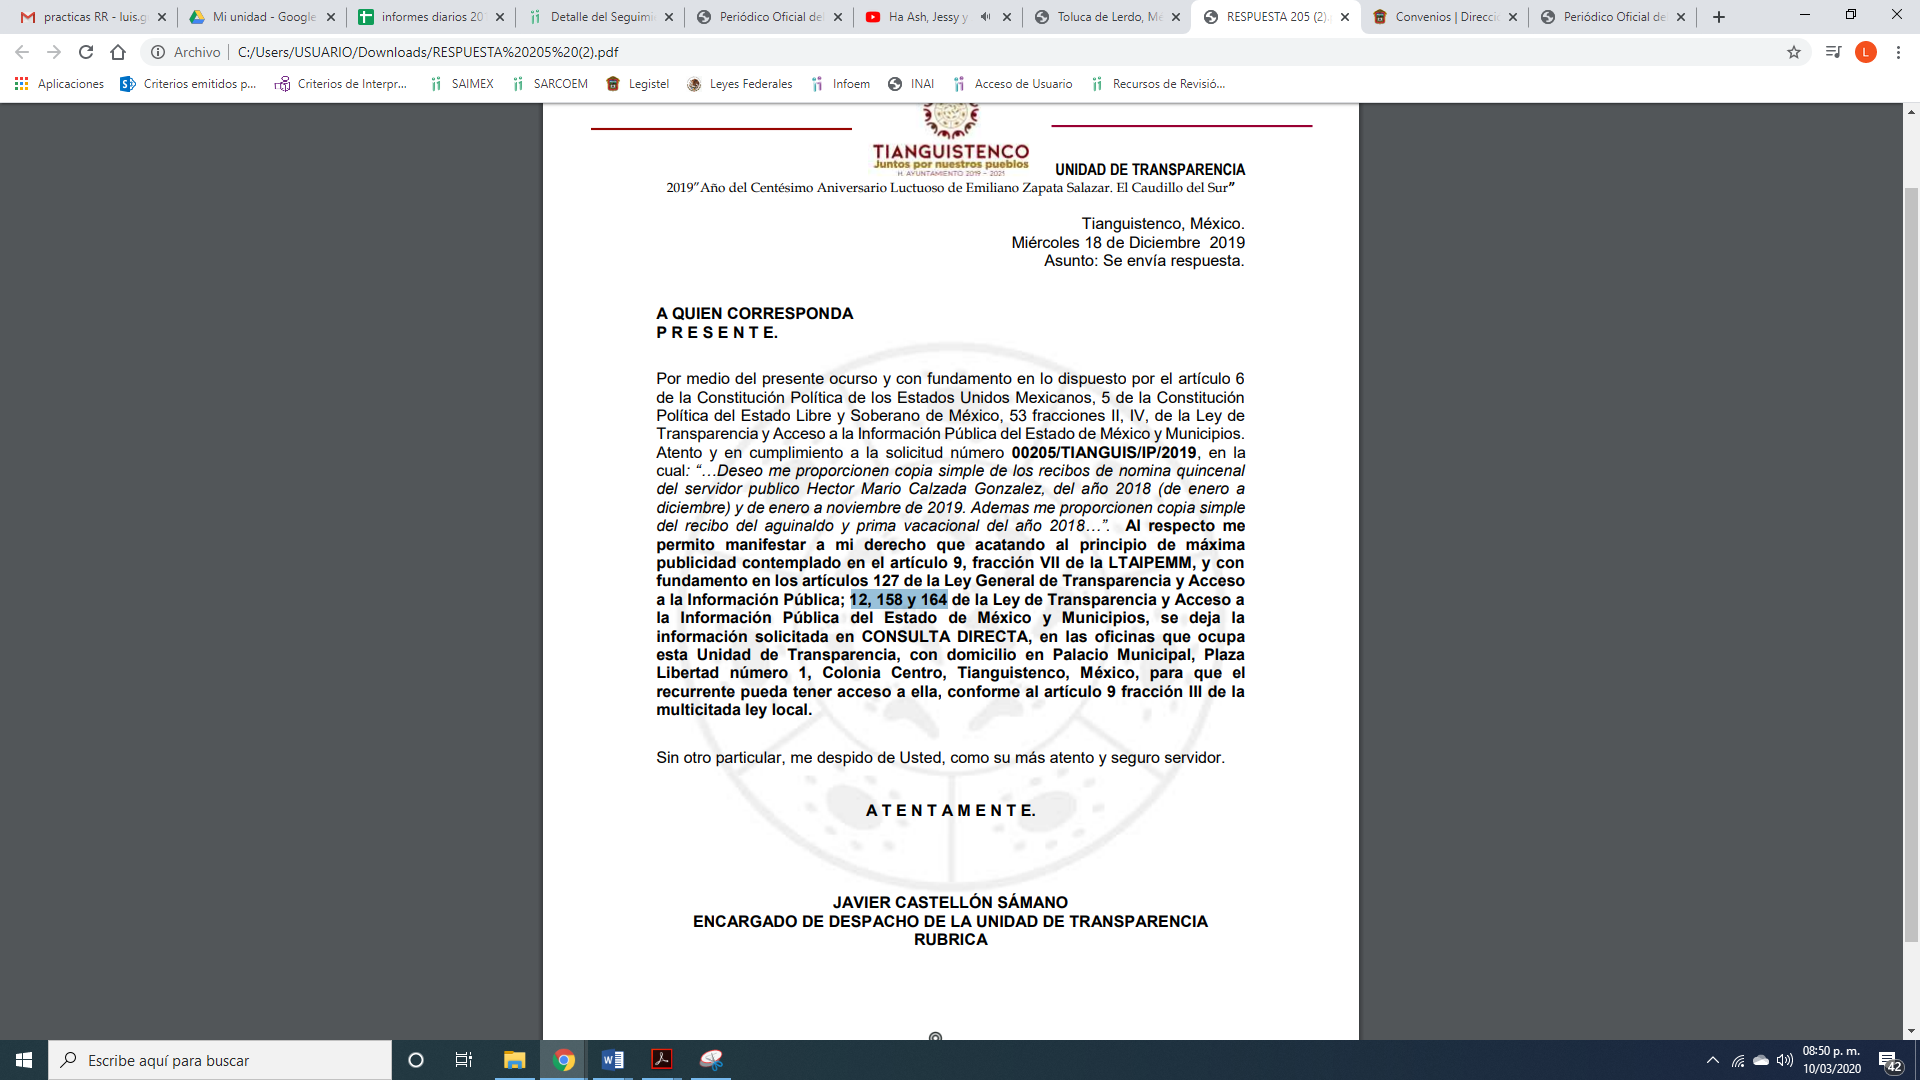 practicas RR - luis.g
Mi unidad - Google
informes diarios 201
Detalle del Seguimi
Periódico Oficial de
Ha Ash, Jessy y
Toluca de Lerdo, Mé
RESPUESTA 205 (2).
Convenios | Direcci
Periódico Oficial de
Archivo
C:/Users/USUARIO/Downloads/RESPUESTA%20205%20(2).pdf
L
Aplicaciones
Criterios emitidos p...
Criterios de Interpr...
SAIMEX
SARCOEM
Legistel
Leyes Federales
Infoem
INAI
Acceso de Usuario
Recursos de Revisió...
TIANGUISTENCO
Juntos por nuestros pueblos
H. AYUNTAMIENTO 2019 - 2021
UNIDAD DE TRANSPARENCIA
2019"Año del Centésimo Aniversario Luctuoso de Emiliano Zapata Salazar. El Caudillo del Sur"
Tianguistenco, México.
Miércoles 18 de Diciembre  2019
Asunto: Se envía respuesta.
A QUIEN CORRESPONDA
P R E S E N T E.
Por medio del presente ocurso y con fundamento en lo dispuesto por el artículo 6
de la Constitución Política de los Estados Unidos Mexicanos, 5 de la Constitución
Política del Estado Libre y Soberano de México, 53 fracciones II, IV, de la Ley de
Transparencia y Acceso a la Información Pública del Estado de México y Municipios.
Atento y en cumplimiento a la solicitud número 00205/TIANGUIS/IP/2019, en la
cual: “…Deseo me proporcionen copia simple de los recibos de nomina quincenal
del servidor publico Hector Mario Calzada Gonzalez, del año 2018 (de enero a
diciembre) y de enero a noviembre de 2019. Ademas me proporcionen copia simple
del recibo del aguinaldo y prima vacacional del año 2018…”. Al respecto me
permito manifestar a mi derecho que acatando al principio de máxima
publicidad contemplado en el artículo 9, fracción VII de la LTAIPEMM, y con
fundamento en los artículos 127 de la Ley General de Transparencia y Acceso
a la Información Pública; 12, 158 y 164 de la Ley de Transparencia y Acceso a
la Información Pública del Estado de México y Municipios, se deja la
información solicitada en CONSULTA DIRECTA, en las oficinas que ocupa
esta Unidad de Transparencia, con domicilio en Palacio Municipal, Plaza
Libertad número 1, Colonia Centro, Tianguistenco, México, para que el
recurrente pueda tener acceso a ella, conforme al artículo 9 fracción III de la
multicitada ley local.
Sin otro particular, me despido de Usted, como su más atento y seguro servidor.
A T E N T A M E N T E.
JAVIER CASTELLÓN SÁMANO
ENCARGADO DE DESPACHO DE LA UNIDAD DE TRANSPARENCIA
RUBRICA
Escribe aquí para buscar
08:50 p. m.
10/03/2020
42